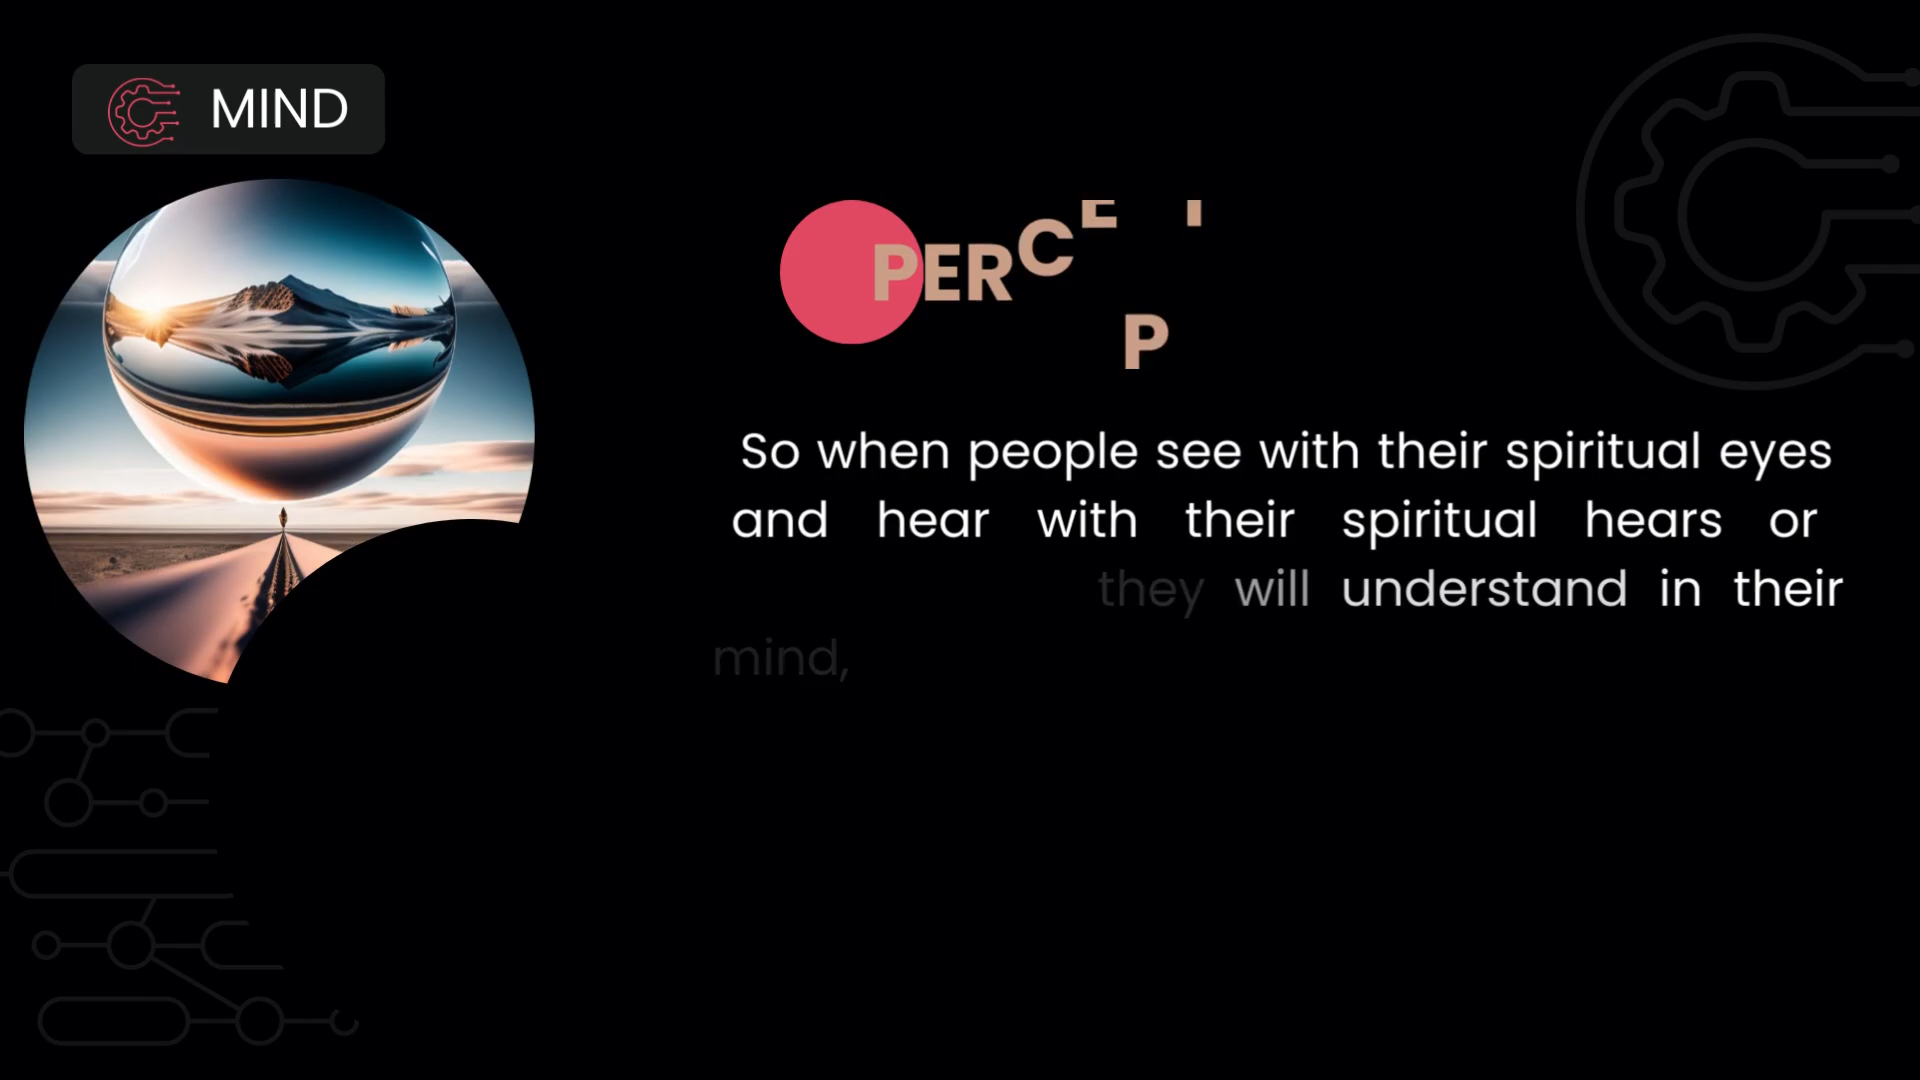 MIND
PERCEP
So when people see with their spiritual eyes
and hear with their spiritual hears or
they will understand in their
mind,